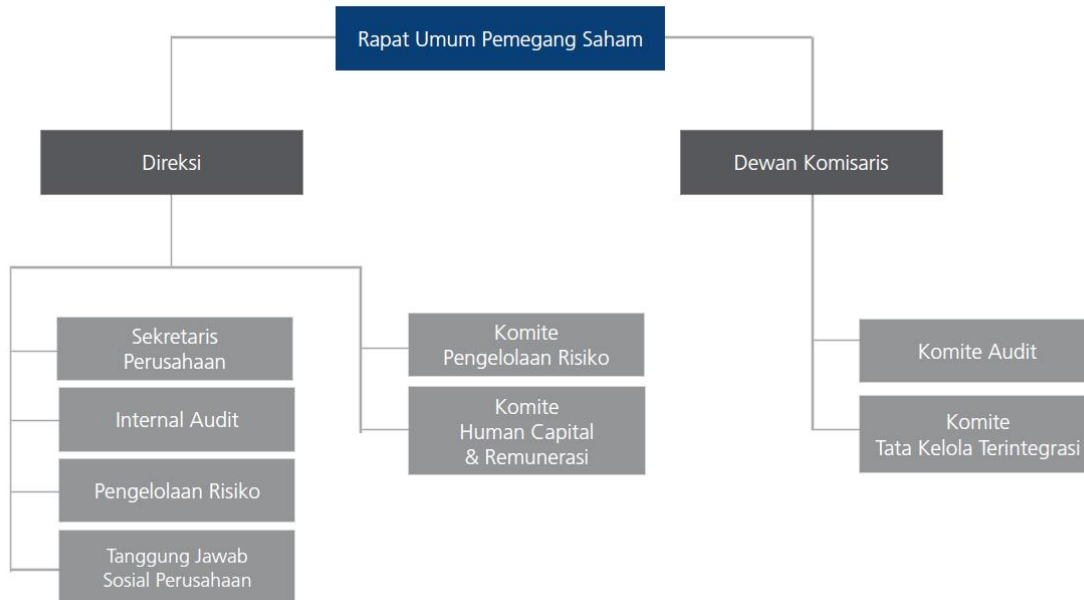 Rapat Umum Pemegang Saham
Direksi
Dewan Komisaris
Sekretaris
Perusahaan
Internal Audit
Pengelolaan Risiko
Tanggung Jawab
Sosial Perusahaan
Komite
Pengelolaan Risiko
Komite
Human Capital
& Remunerasi
Komite Audit
Komite
Tata Kelola Terintegrasi